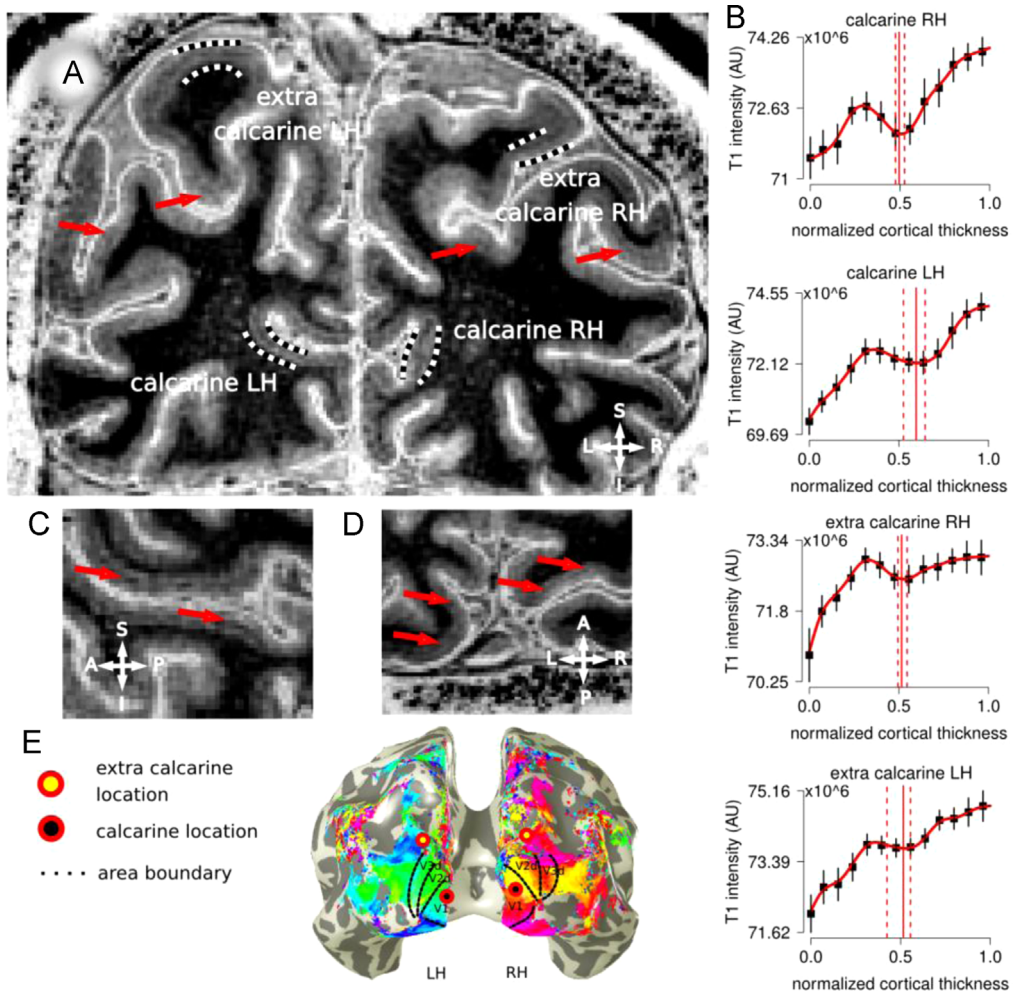 A
extra
calcarine LH
extra
calcarine RH
calcarine RH
calcarine LH
S
L R
I
B
calcarine RH
74.26 x10^6
72.63
71
T1 intensity (AU)
0.0 0.5 1.0
normalized cortical thickness
calcarine LH
74.55 x10^6
72.12
69.69
T1 intensity (AU)
0.0 0.5 1.0
normalized cortical thickness
extra calcarine RH
73.34 x10^6
71.8
70.25
T1 intensity (AU)
0.0 0.5 1.0
normalized cortical thickness
extra calcarine LH
75.16 x10^6
73.39
71.62
T1 intensity (AU)
0.0 0.5 1.0
normalized cortical thickness
C
S
A P
I
D
A
L R
P
E
extra calcarine
location
calcarine location
area boundary
V3d
V2d
V1
V2d
V3d
V1
LH RH